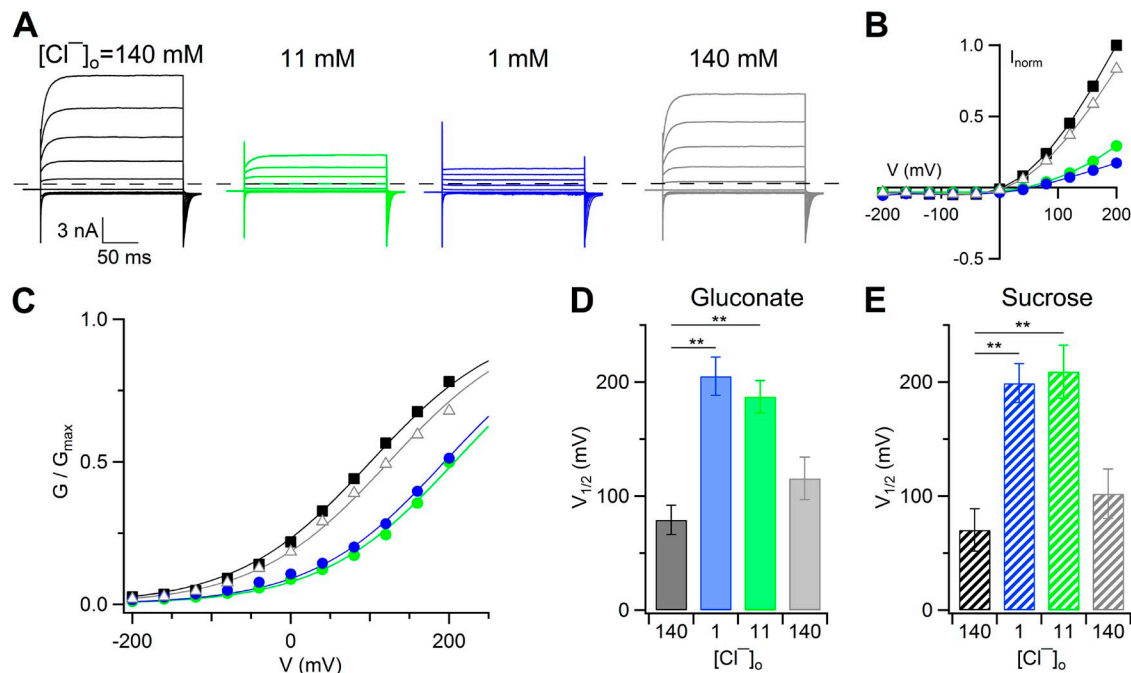 A
[Cl¯]o=140 mM
11 mM
1 mM
140 mM
3 nA
50 ms
B
1.0
Inorm
0.5
V (mV)
-200
-100
100
200
-0.5
C
1.0
G / Gmax
0.5
0.0
-200
0
200
V (mV)
D
Gluconate
**
**
200
100
0
V1/2 (mV)
140
1
11
140
[Cl¯]o
E
Sucrose
**
**
200
100
0
V1/2 (mV)
140
1
11
140
[Cl¯]o